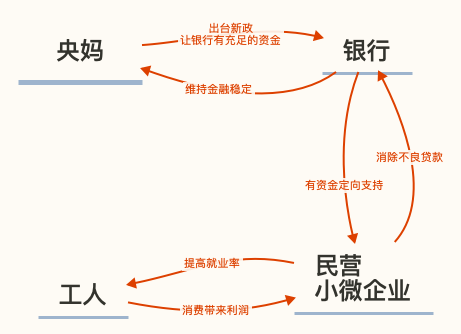 出台新政
让银行有充足的资金
央妈
银行
维持金融稳定
消除不良贷款
有资金定向支持
提高就业率
民营
小微企业
工人
消费带来利润